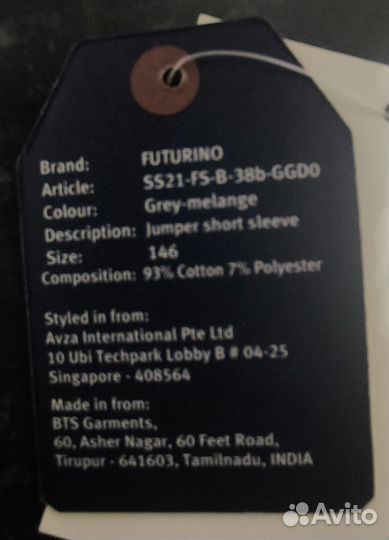 Brand: FUTURINO
Article: SS21-FS-B-38b-GGD0
Colour: Grey-melange
Description: Jumper short sleeve
Size: 146
Composition: 93% Cotton 7% Polyester
Styled in from:
Avza International Pte Ltd
10 Ubi Techpark Lobby B # 04-25
Singapore - 408564
Made in from:
BTS Garments,
60, Asher Nagar, 60 Feet Road,
Tirupur - 641603, Tamilnadu, INDIA
Avito